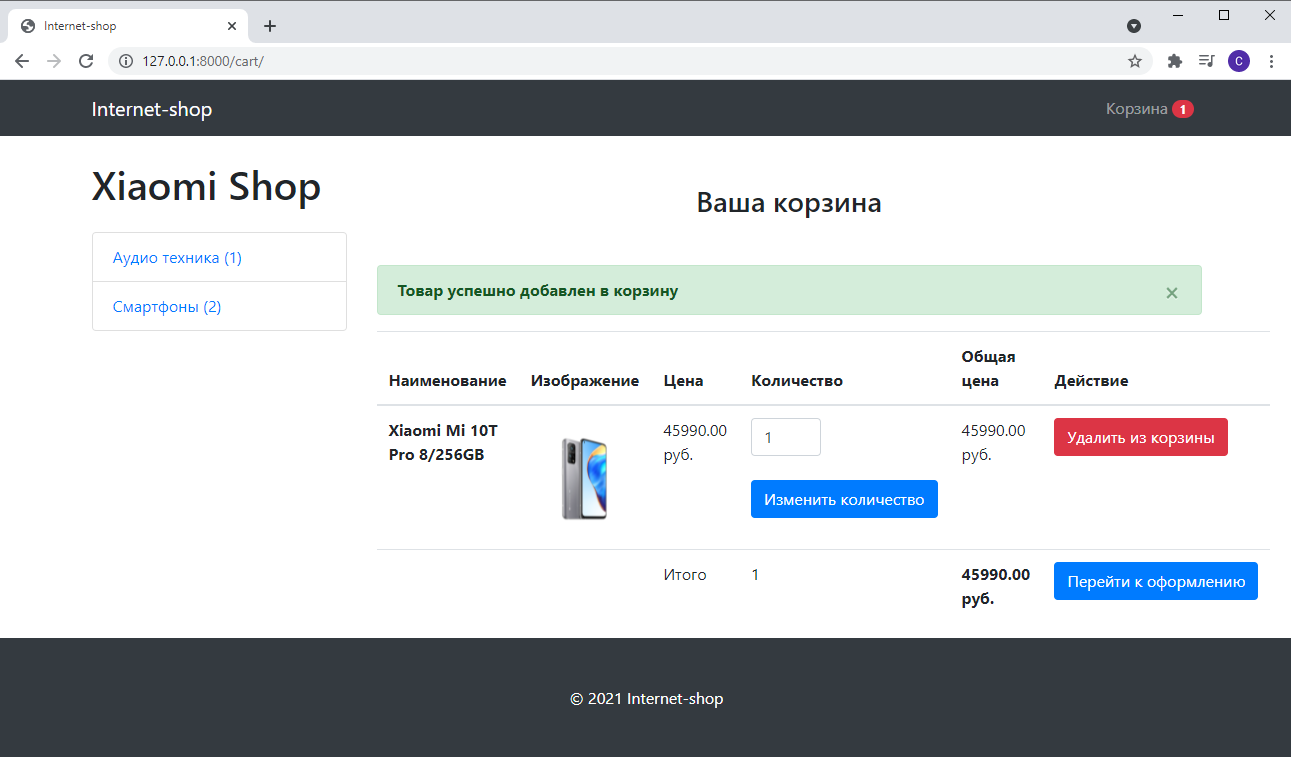 Internet-shop
127.0.0.1:8000/cart/
C
Internet-shop
Корзина 1
Xiaomi Shop
Ваша корзина
Аудио техника (1)
Смартфоны (2)
Товар успешно добавлен в корзину ×
Наименование Изображение Цена Количество Общая цена Действие
Xiaomi Mi 10T
Pro 8/256GB
45990.00
руб.
1
Изменить количество
45990.00
руб.
Удалить из корзины
Итого 1 45990.00
руб.
Перейти к оформлению
© 2021 Internet-shop